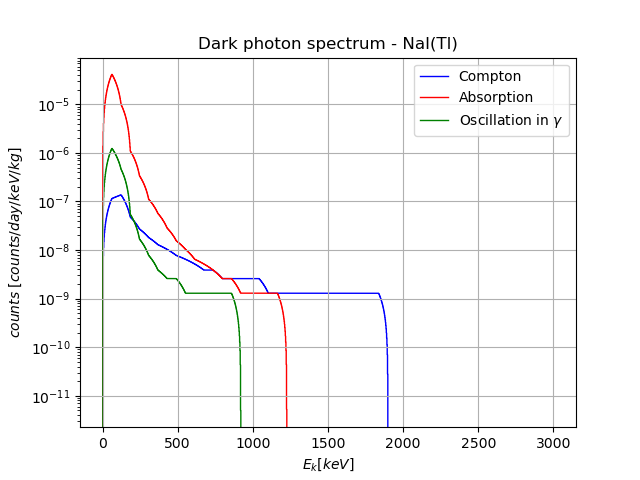 Dark photon spectrum - NaI(Tl)
Compton
Absorption
Oscillation in γ
counts [counts/day/keV/kg]
10⁻⁵
10⁻⁶
10⁻⁷
10⁻⁸
10⁻⁹
10⁻¹⁰
10⁻¹¹
0 500 1000 1500 2000 2500 3000
Eₖ[keV]